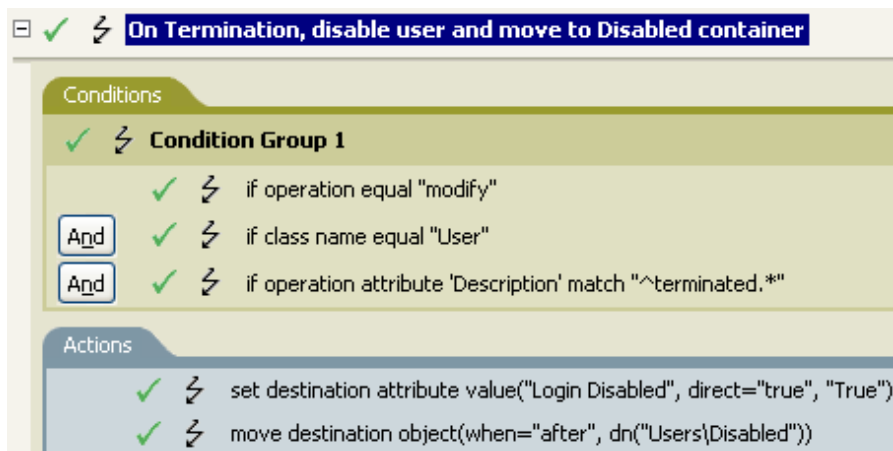 On Termination, disable user and move to Disabled container
Conditions
Condition Group 1
if operation equal "modify"
And if class name equal "User"
And if operation attribute 'Description' match "^terminated.*"
Actions
set destination attribute value("Login Disabled", direct="true", "True")
move destination object(when="after", dn("Users\Disabled"))